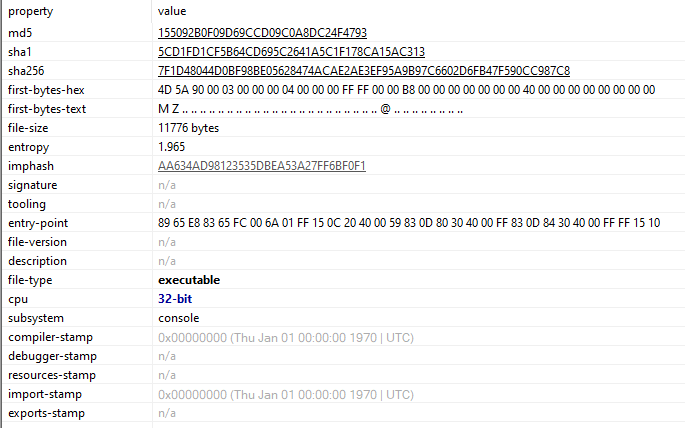 property value
md5 155092B0F09D69CCD09C0A8DC24F4793
sha1 5CD1FD1CF5B64CD695C2641A5C1F178CA15AC313
sha256 7F1D48044D0BF98BE05628474ACAE2AE3EF95A9B97C6602D6FB47F590CC987C8
first-bytes-hex 4D 5A 90 00 03 00 00 00 04 00 00 00 FF FF 00 00 B8 00 00 00 00 00 00 00 40 00 00 00 00 00 00 00 00
first-bytes-text M Z .. .. .. .. .. .. .. .. .. .. .. .. .. .. .. .. .. .. .. .. @ .. .. .. .. .. .. .. ..
file-size 11776 bytes
entropy 1.965
imphash AA634AD98123535DBEA53A27FF6BF0F1
signature n/a
tooling n/a
entry-point 89 65 E8 83 65 FC 00 6A 01 FF 15 0C 20 40 00 59 83 0D 80 30 40 00 FF 83 0D 84 30 40 00 FF FF 15 10
file-version n/a
description n/a
file-type executable
cpu 32-bit
subsystem console
compiler-stamp 0x00000000 (Thu Jan 01 00:00:00 1970 | UTC)
debugger-stamp n/a
resources-stamp n/a
import-stamp 0x00000000 (Thu Jan 01 00:00:00 1970 | UTC)
exports-stamp n/a